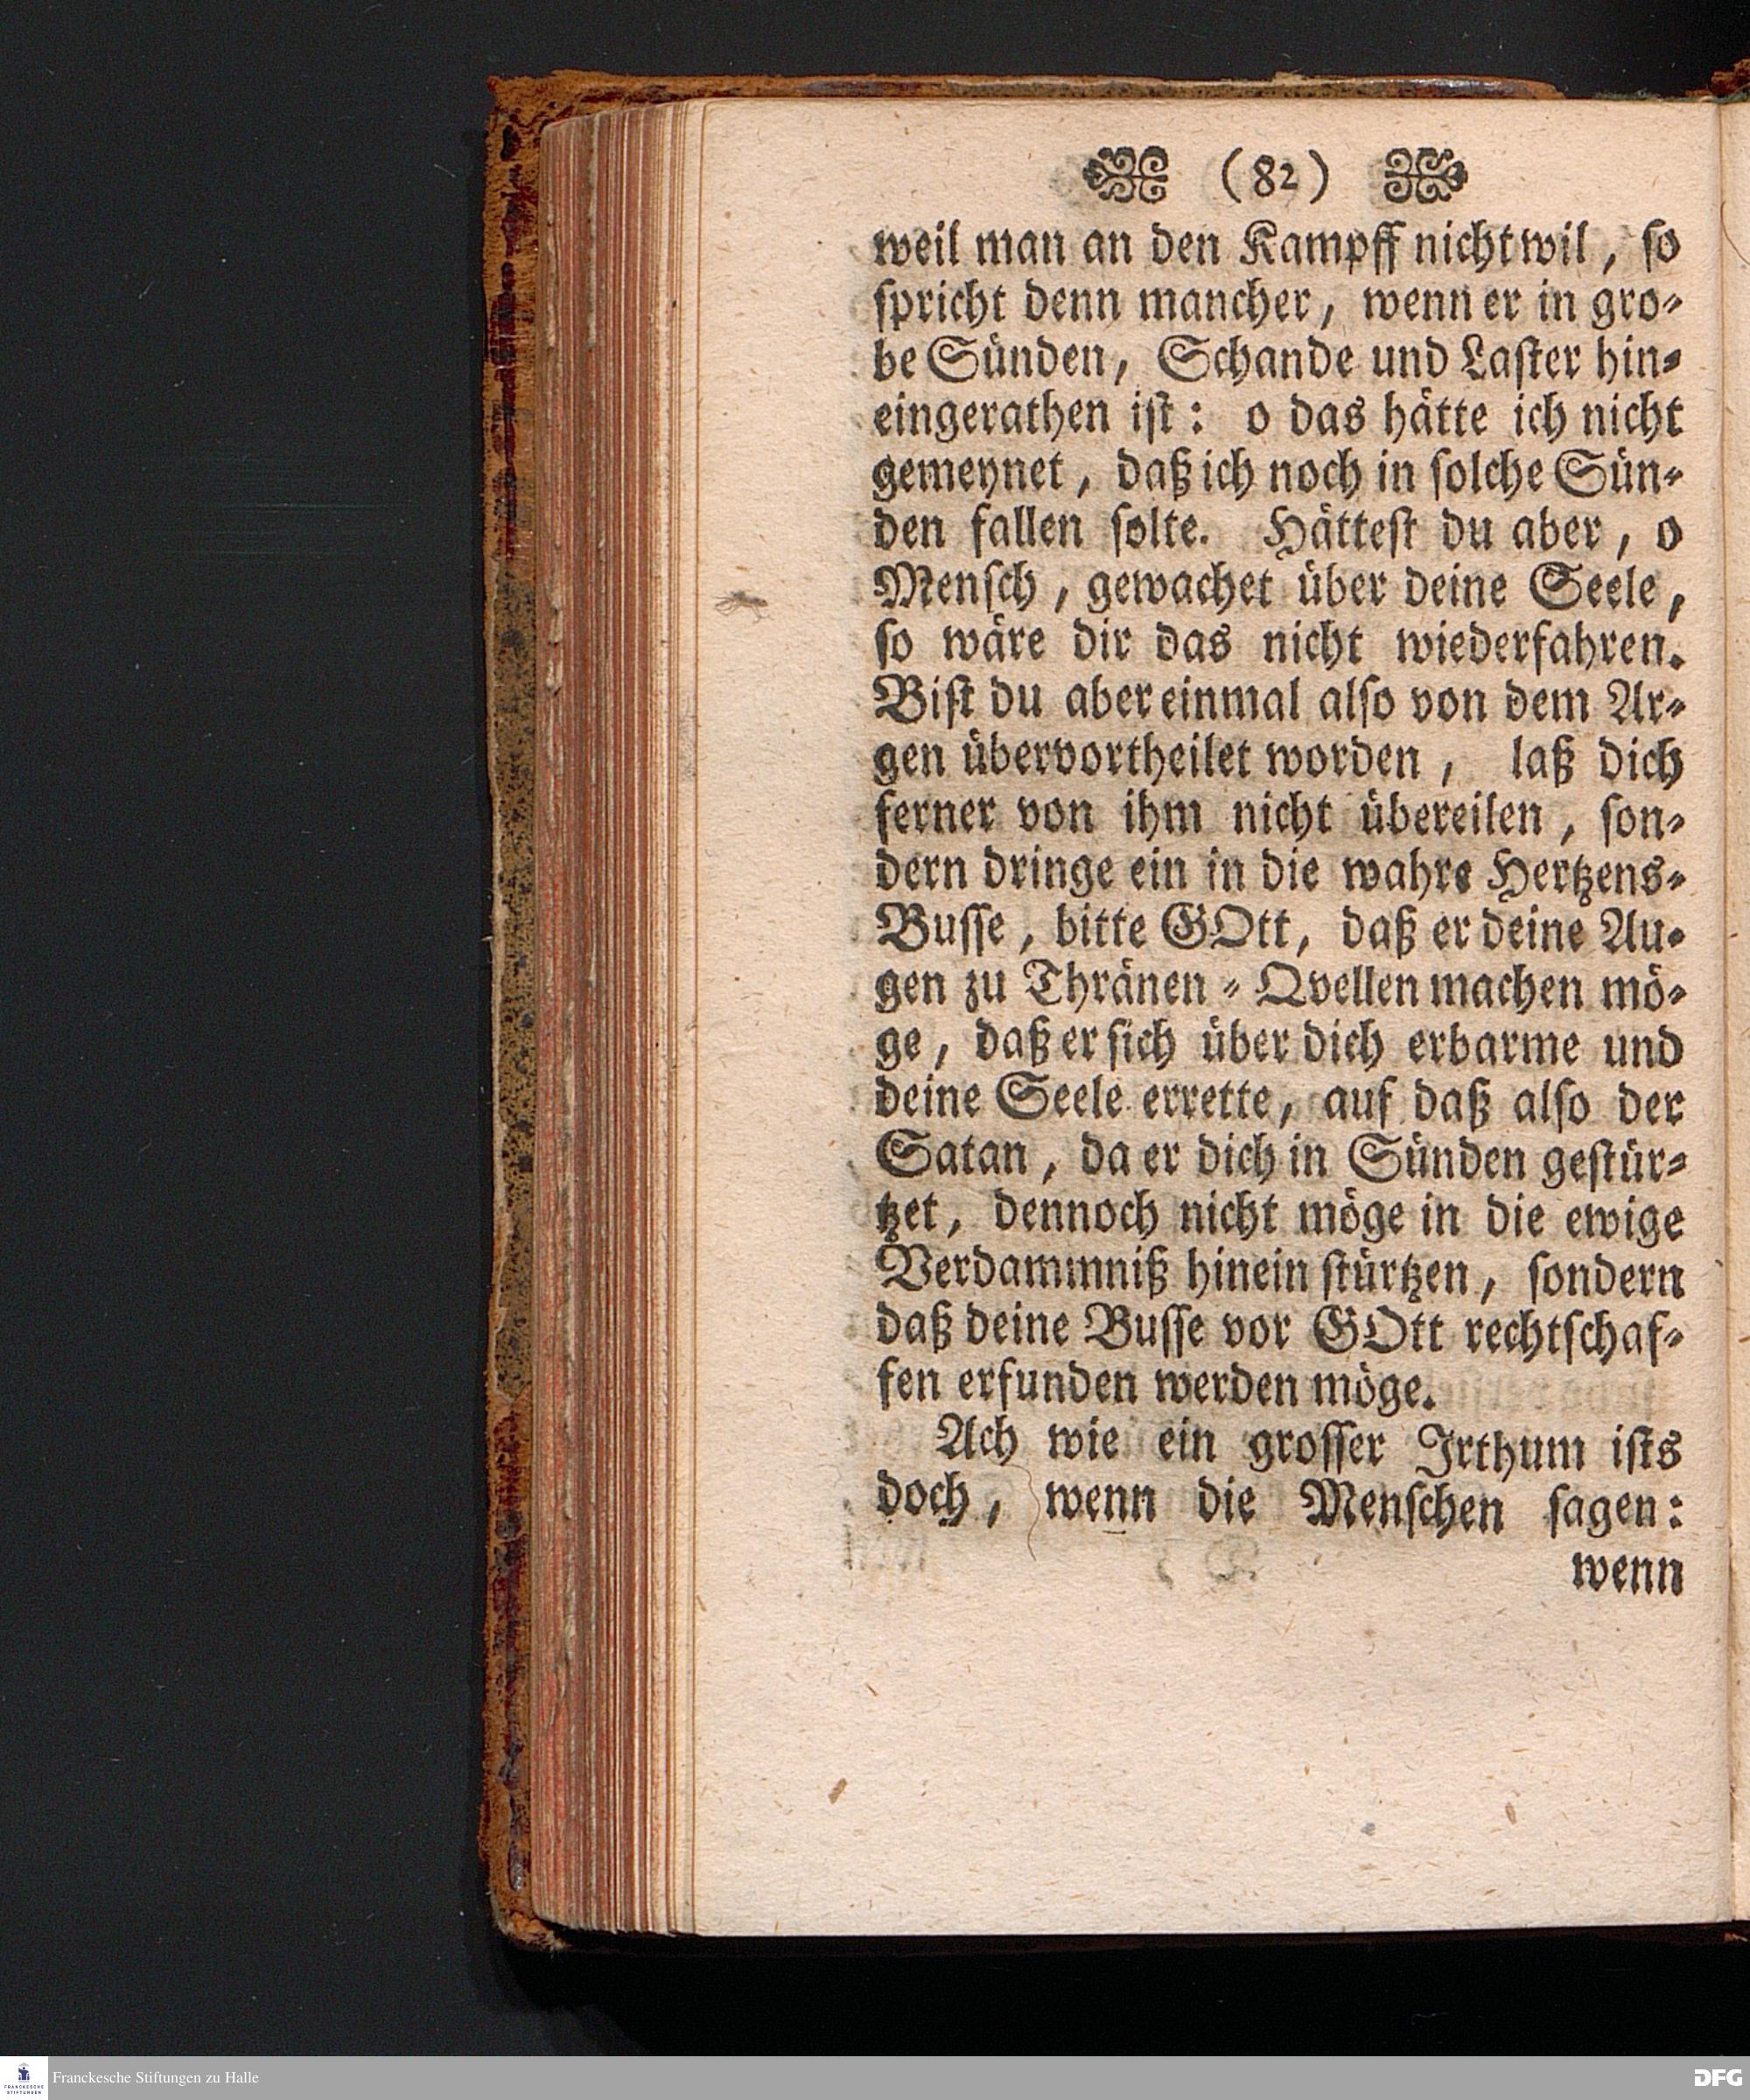 (82)
weil man an den Kampff nicht wil, so
spricht denn mancher, wenn er in gro-
be Sünden, Schande und Laster hin-
eingerathen ist: o das hätte ich nicht
gemeynet, daß ich noch in solche Sün-
den fallen solte. Hättest du aber, o
Mensch, gewachet über deine Seele,
so wäre dir das nicht wiederfahren.
Bist du aber einmal also von dem Ar-
gen übervortheilet worden, laß dich
ferner von ihm nicht übereilen, son-
dern dringe ein in die wahre Hertzens-
Busse, bitte GOtt, daß er deine Au-
gen zu Thränen-Qvellen machen mö-
ge, daß er sich über dich erbarme und
deine Seele errette, auf daß also der
Satan, da er dich in Sünden gestür-
tzet, dennoch nicht möge in die ewige
Verdammniß hinein stürtzen, sondern
daß deine Busse vor GOtt rechtschaf-
fen erfunden werden möge.
Ach wie ein grosser Irthum ists
doch, wenn die Menschen sagen:
wenn
FRANCKESCHE
STIFTUNGEN
Franckesche Stiftungen zu Halle
DFG